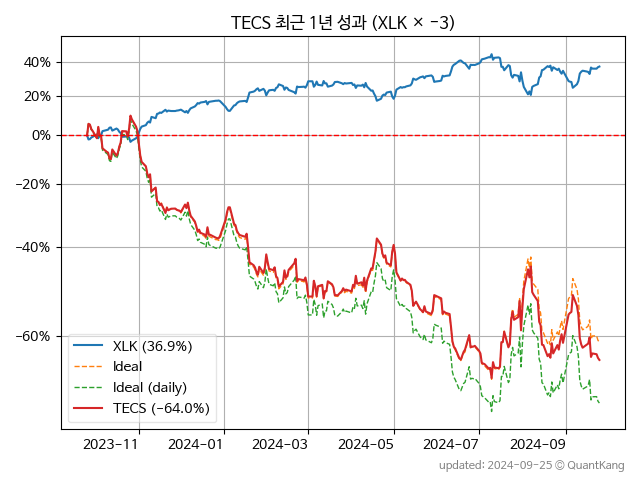 TECS 최근 1년 성과 (XLK × −3)
40%
20%
0%
−20%
−40%
−60%
XLK (36.9%)
Ideal
Ideal (daily)
TECS (−64.0%)
2023-11 2024-01 2024-03 2024-05 2024-07 2024-09
updated: 2024-09-25 ⓒ QuantKang